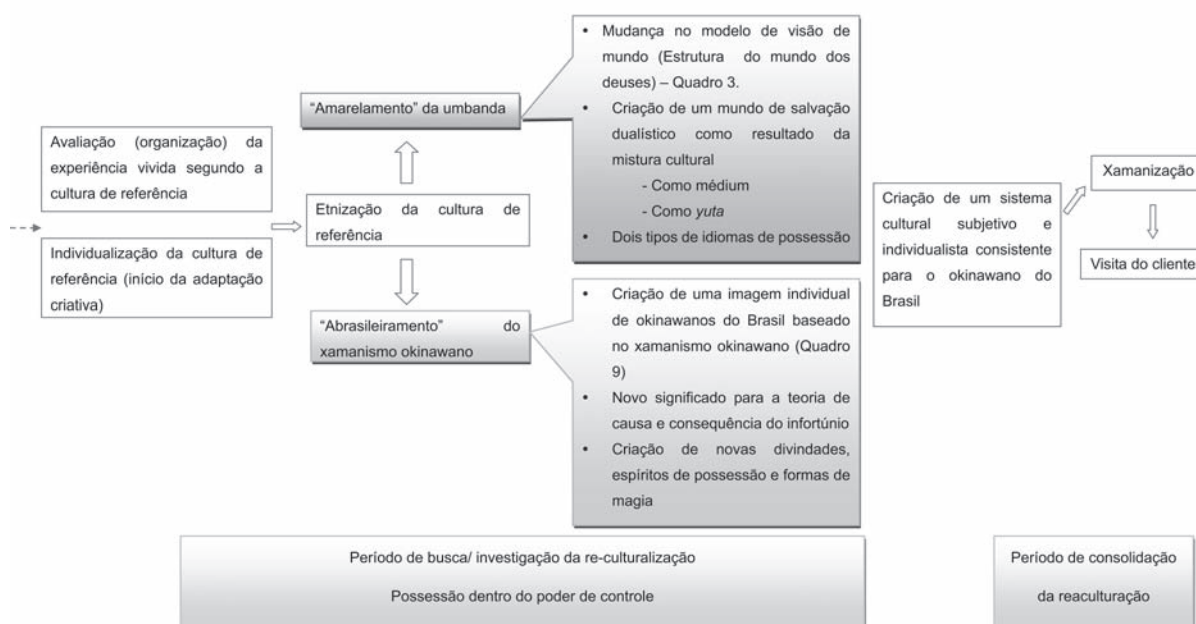 Avaliação (organização) da
experiência vivida segundo a
cultura de referência
Individualização da cultura de
referência (início da adaptação
criativa)
Etnização da cultura de
referência
“Amarelamento” da umbanda
“Abrasileiramento” do
xamanismo okinawano
• Mudança no modelo de visão de
mundo (Estrutura do mundo dos
deuses) – Quadro 3.
• Criação de um mundo de salvação
dualístico como resultado da
mistura cultural
- Como médium
- Como yuta
• Dois tipos de idiomas de possessão
• Criação de uma imagem individual
de okinawanos do Brasil baseado
no xamanismo okinawano (Quadro
9)
• Novo significado para a teoria de
causa e consequência do infortúnio
• Criação de novas divindades,
espíritos de possessão e formas de
magia
Criação de um sistema
cultural subjetivo e
individualista consistente
para o okinawano do
Brasil
Xamanização
Visita do cliente
Período de busca/ investigação da re-culturalização
Possessão dentro do poder de controle
Período de consolidação
da reaculturação